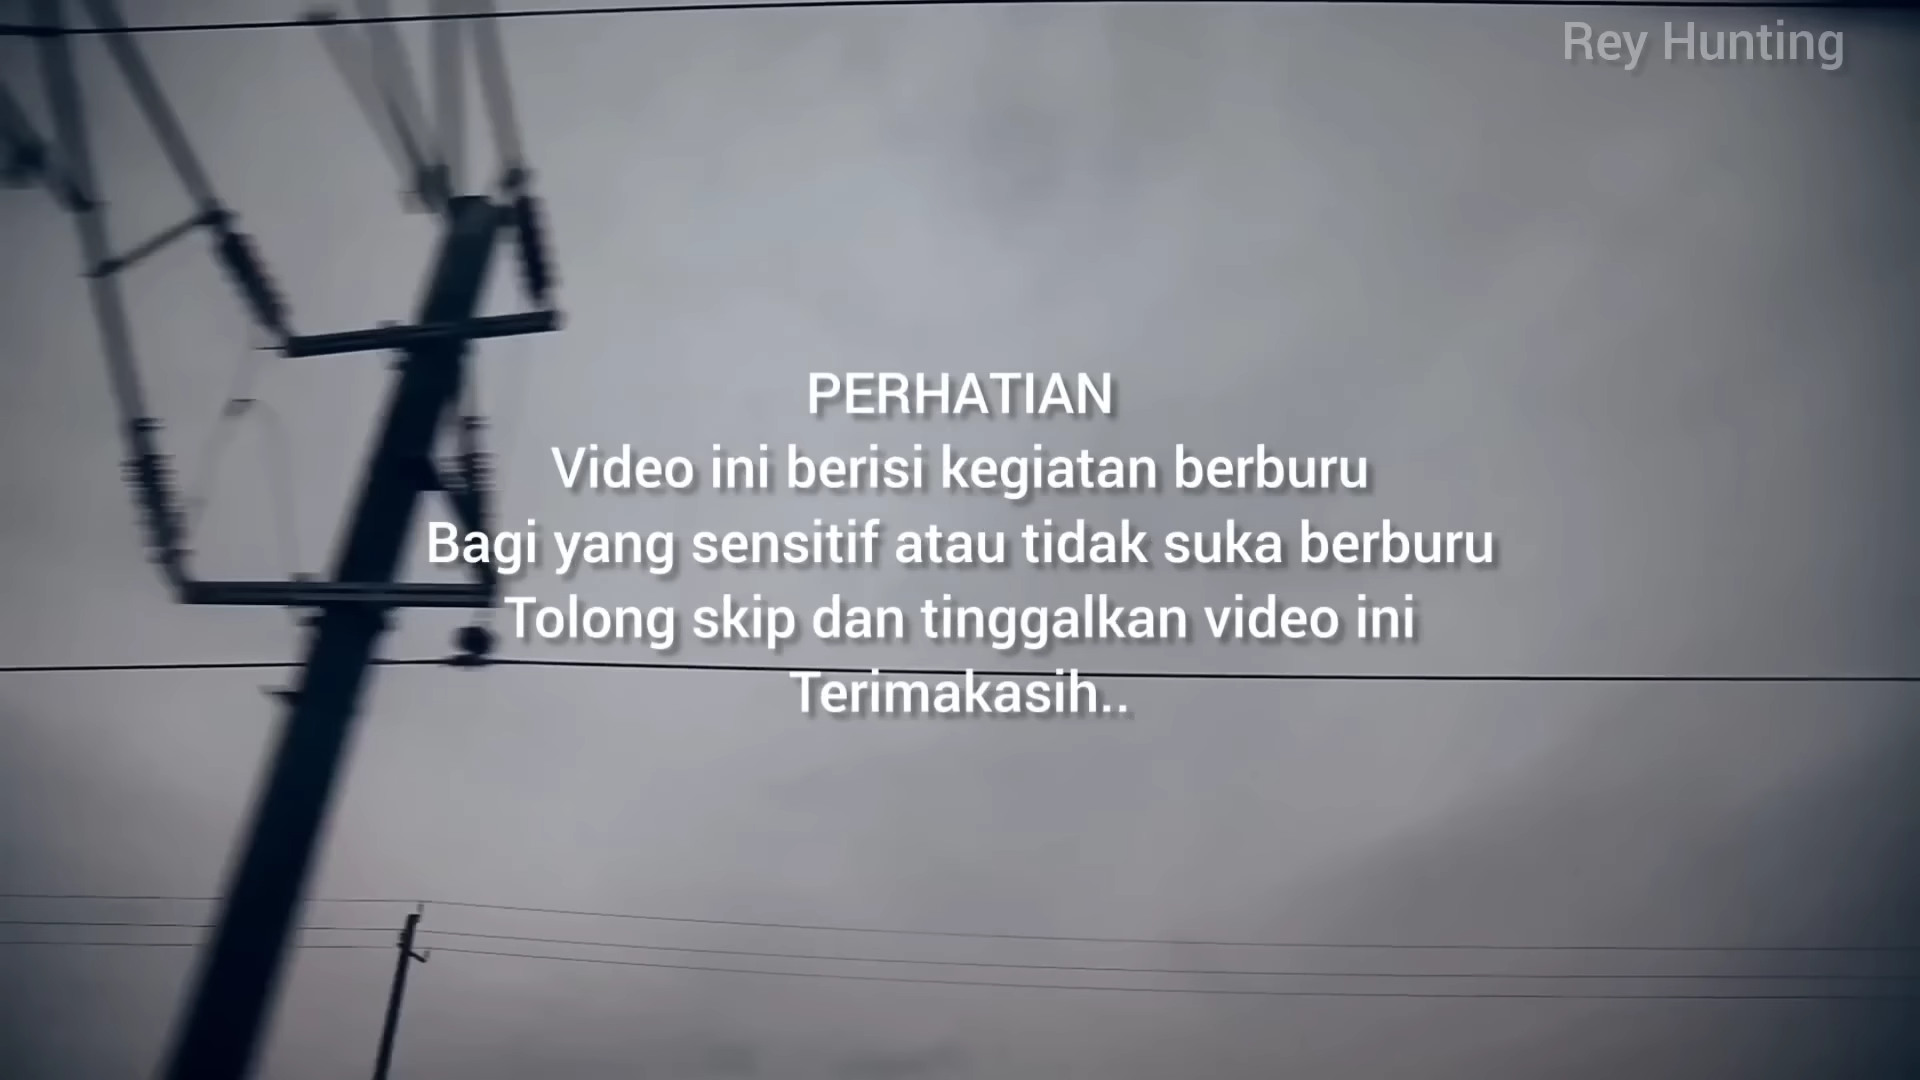 Rey Hunting
PERHATIAN
Video ini berisi kegiatan berburu
Bagi yang sensitif atau tidak suka berburu
Tolong skip dan tinggalkan video ini
Terimakasih..